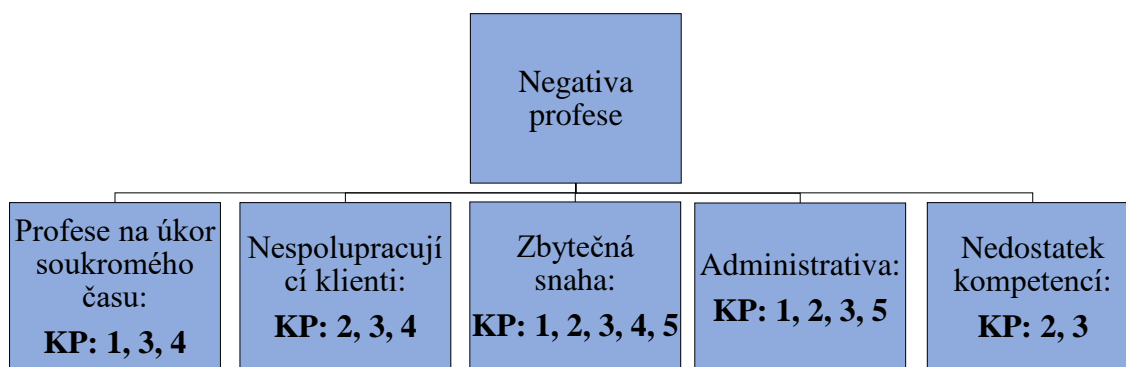 Negativa
profese
Profese na úkor
soukromého
času:
KP: 1, 3, 4
Nespolupracují
cí klienti:
KP: 2, 3, 4
Zbytečná
snaha:
KP: 1, 2, 3, 4, 5
Administrativa:
KP: 1, 2, 3, 5
Nedostatek
kompetencí:
KP: 2, 3